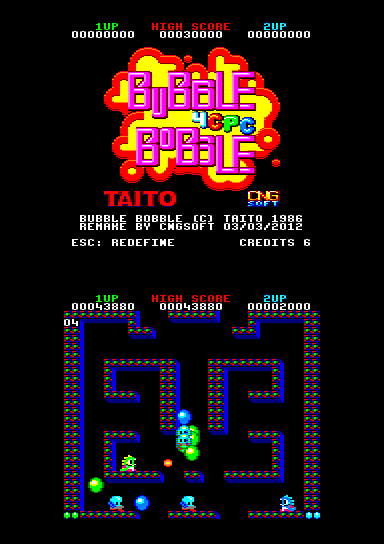 1UP HIGH SCORE 2UP
00000000 00030000 00000000
BUBBLE
4CPC
BOBBLE
TAITO CNG SOFT
BUBBLE BOBBLE (C) TAITO 1986
REMAKE BY CNGSOFT 03/03/2012
ESC: REDEFINE CREDITS 6
1UP HIGH SCORE 2UP
00043880 00043880 00002000
04